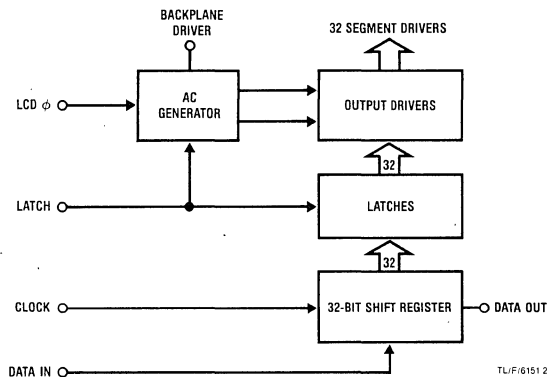 BACKPLANE
DRIVER
32 SEGMENT DRIVERS
LCD ϕ
AC
GENERATOR
OUTPUT DRIVERS
32
LATCH
LATCHES
32
CLOCK
32-BIT SHIFT REGISTER
DATA OUT
DATA IN
TL/F/6151 2